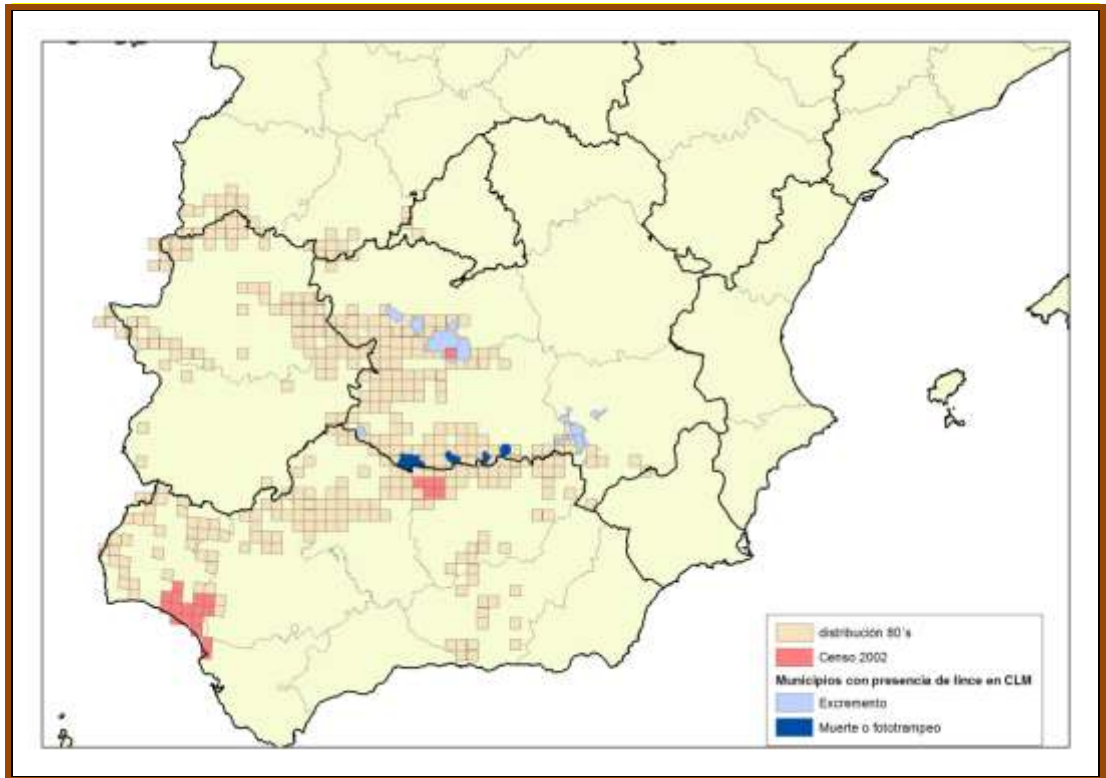 distribución 80´s
Censo 2002
Municipios con presencia de lince en CLM
Excremento
Muerte o fototrampeo